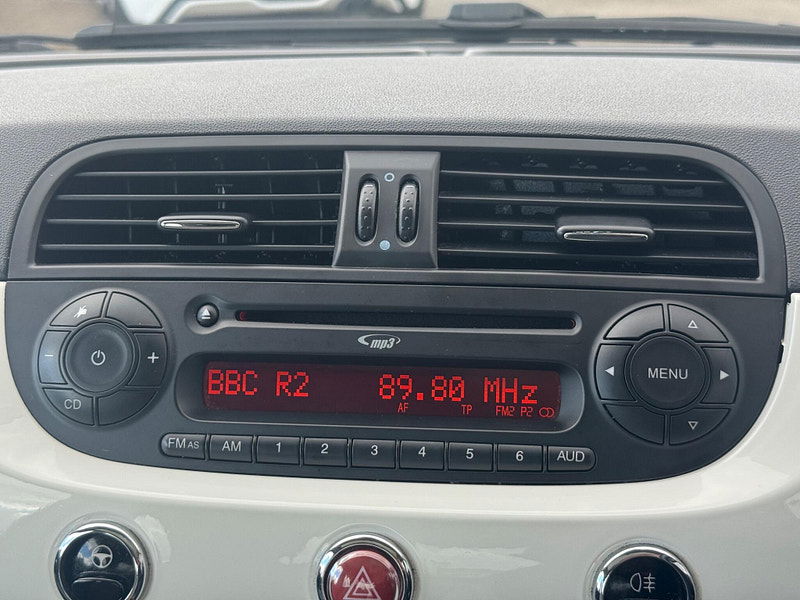 mp3
BBC R2 89.80 MHz
AF TP FM2 P2
− +
CD
MENU
FM AS AM 1 2 3 4 5 6 AUD